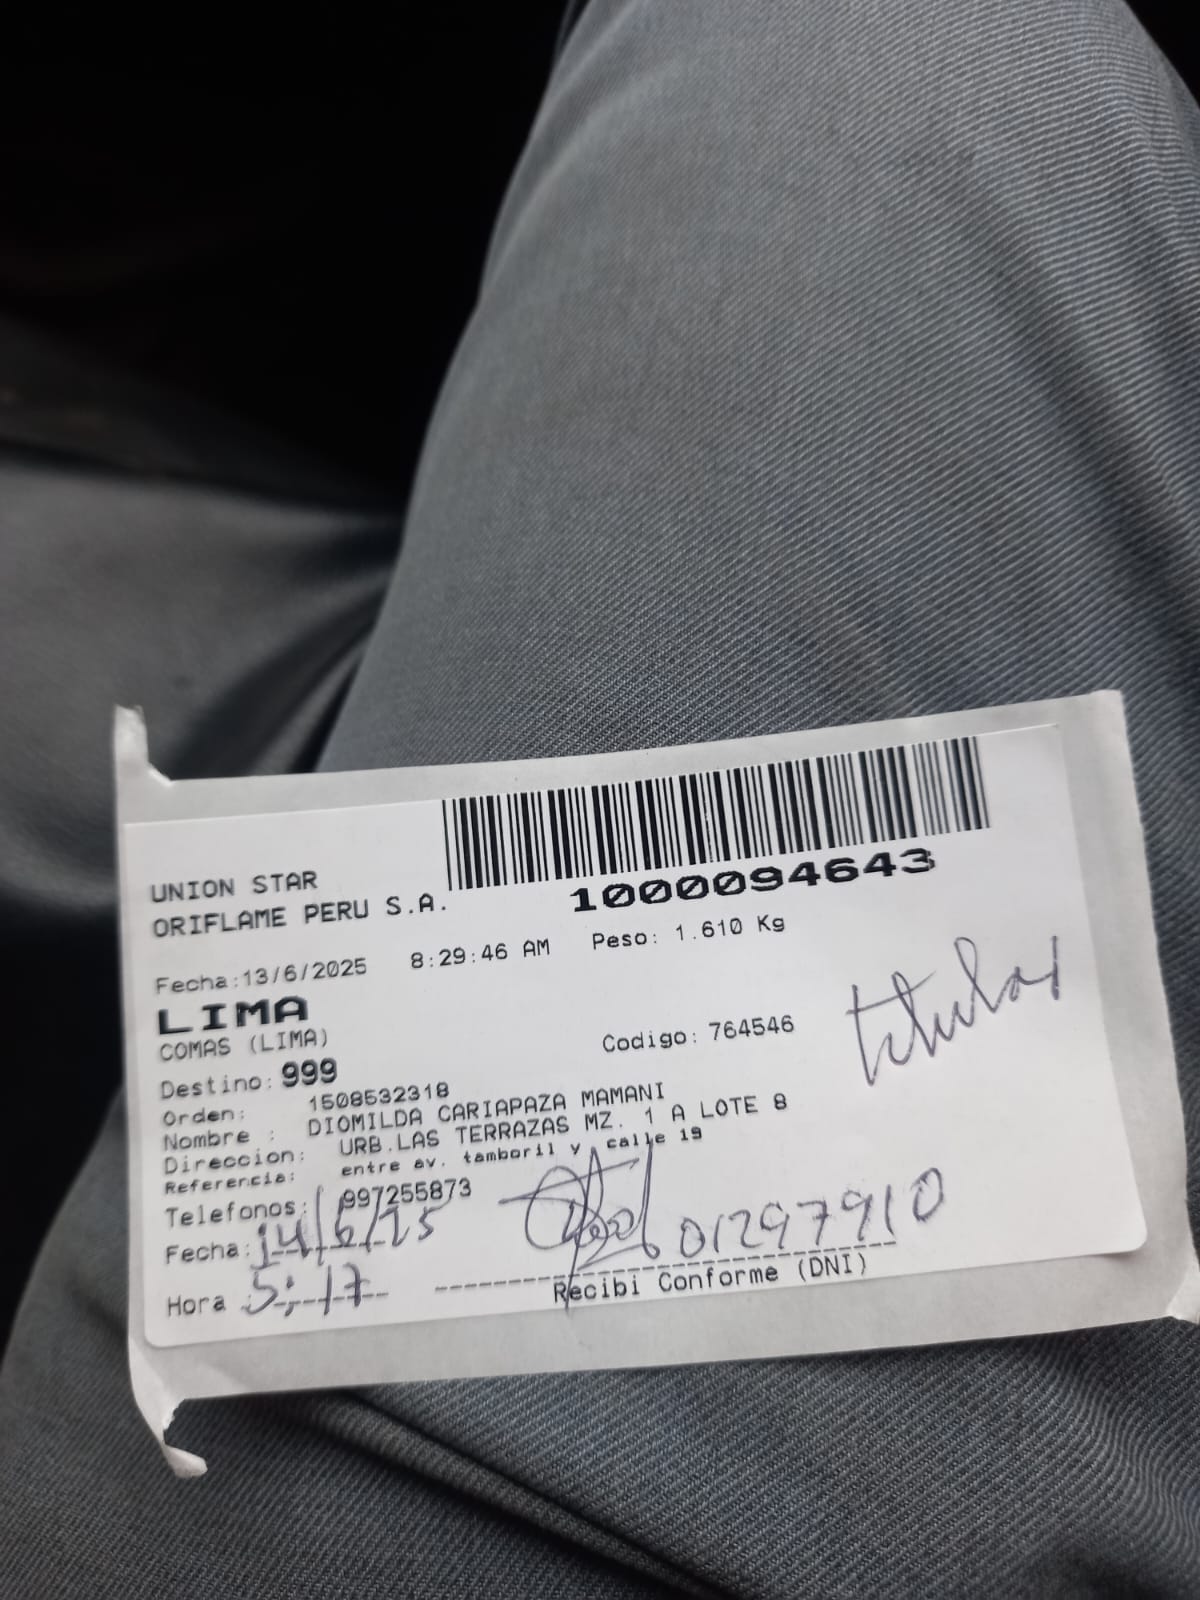 UNION STAR
ORIFLAME PERU S.A.
1000094643
Fecha:13/6/2025 8:29:46 AM Peso: 1.610 Kg
LIMA
COMAS (LIMA)
Codigo: 764546
titular
Destino: 999
Orden: 1508532318
Nombre : DIOMILDA CARIAPAZA MAMANI
Direccion: URB.LAS TERRAZAS MZ. 1 A LOTE 8
Referencia: entre av. tamboril y calle 19
Telefonos: 997255873
Fecha: 14/6/25 01297910
Hora : 5:17 Recibi Conforme (DNI)